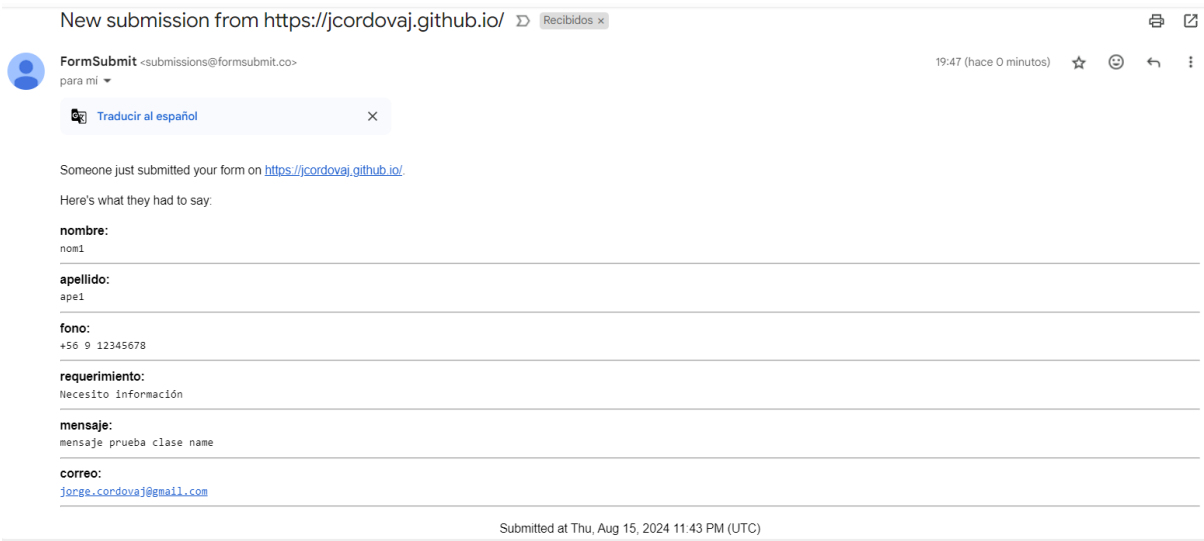 New submission from https://jcordovaj.github.io/ Recibidos ×
FormSubmit <submissions@formsubmit.co> 19:47 (hace 0 minutos)
para mí
Traducir al español
Someone just submitted your form on https://jcordovaj.github.io/.
Here's what they had to say:
nombre:
nom1
apellido:
ape1
fono:
+56 9 12345678
requerimiento:
Necesito información
mensaje:
mensaje prueba clase name
correo:
jorge.cordovaj@gmail.com
Submitted at Thu, Aug 15, 2024 11:43 PM (UTC)